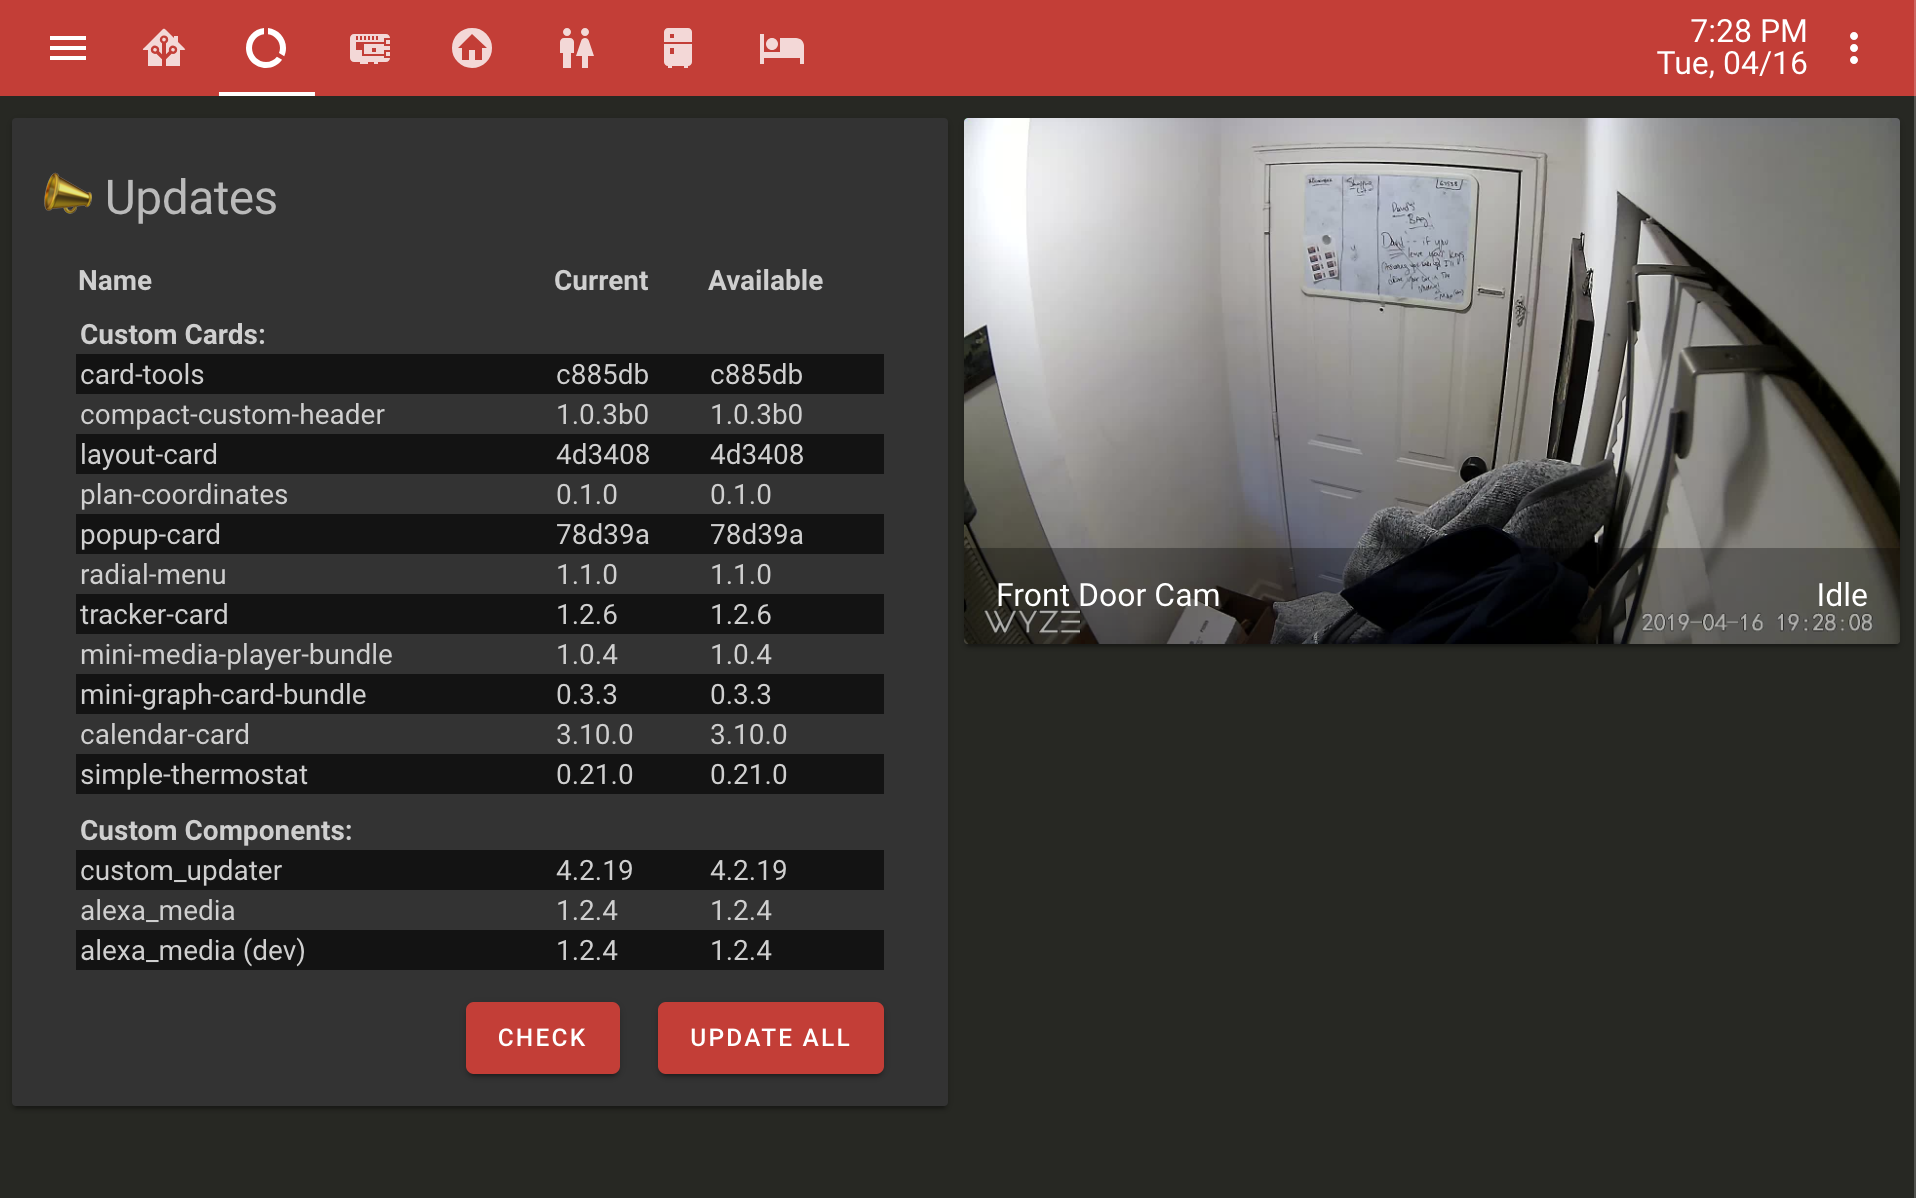 7:28 PM
Tue, 04/16
Updates
Name Current Available
Custom Cards:
card-tools c885db c885db
compact-custom-header 1.0.3b0 1.0.3b0
layout-card 4d3408 4d3408
plan-coordinates 0.1.0 0.1.0
popup-card 78d39a 78d39a
radial-menu 1.1.0 1.1.0
tracker-card 1.2.6 1.2.6
mini-media-player-bundle 1.0.4 1.0.4
mini-graph-card-bundle 0.3.3 0.3.3
calendar-card 3.10.0 3.10.0
simple-thermostat 0.21.0 0.21.0
Custom Components:
custom_updater 4.2.19 4.2.19
alexa_media 1.2.4 1.2.4
alexa_media (dev) 1.2.4 1.2.4
CHECK UPDATE ALL
if you
Front Door Cam Idle
WYZE 2019-04-16 19:28:08